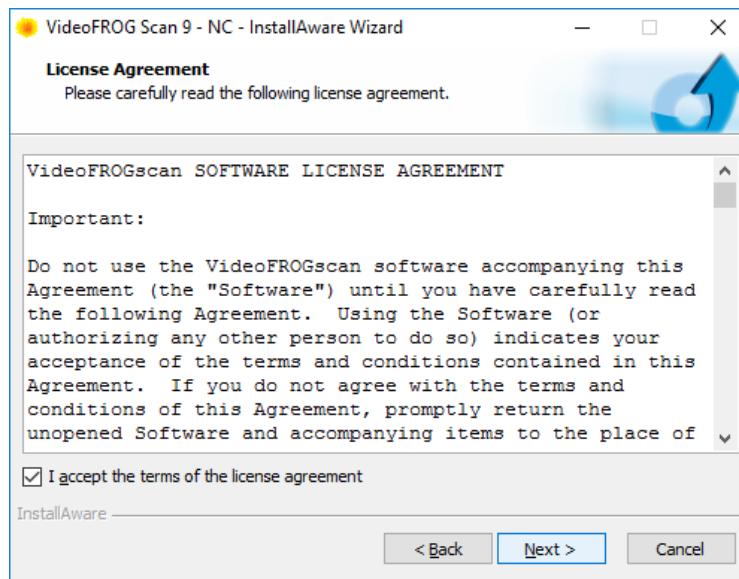 VideoFROG Scan 9 - NC - InstallAware Wizard
License Agreement
Please carefully read the following license agreement.
VideoFROGscan SOFTWARE LICENSE AGREEMENT
Important:
Do not use the VideoFROGscan software accompanying this
Agreement (the "Software") until you have carefully read
the following Agreement.  Using the Software (or
authorizing any other person to do so) indicates your
acceptance of the terms and conditions contained in this
Agreement.  If you do not agree with the terms and
conditions of this Agreement, promptly return the
unopened Software and accompanying items to the place of
I accept the terms of the license agreement
InstallAware
< Back
Next >
Cancel